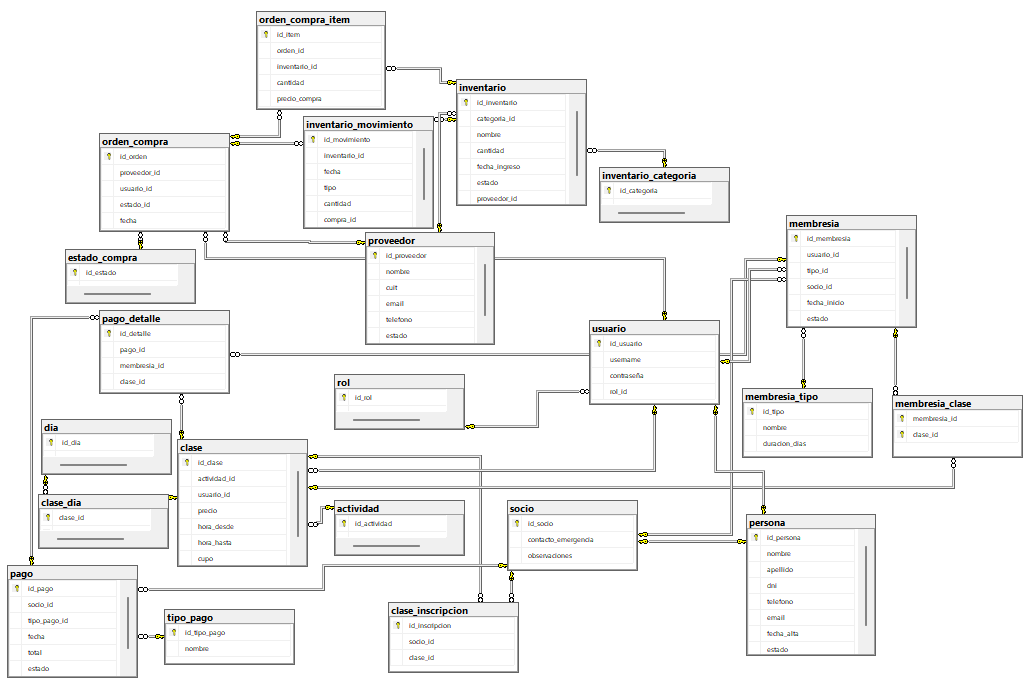 orden_compra_item
id_item
orden_id
inventario_id
cantidad
precio_compra
inventario
id_inventario
categoria_id
nombre
cantidad
fecha_ingreso
estado
proveedor_id
inventario_movimiento
id_movimiento
inventario_id
fecha
tipo
cantidad
compra_id
orden_compra
id_orden
proveedor_id
usuario_id
estado_id
fecha
inventario_categoria
id_categoria
membresia
id_membresia
usuario_id
tipo_id
socio_id
fecha_inicio
estado
proveedor
id_proveedor
nombre
cuit
email
telefono
estado
estado_compra
id_estado
pago_detalle
id_detalle
pago_id
membresia_id
clase_id
usuario
id_usuario
username
contraseña
rol_id
rol
id_rol
membresia_tipo
id_tipo
nombre
duracion_dias
membresia_clase
membresia_id
clase_id
dia
id_dia
clase
id_clase
actividad_id
usuario_id
precio
hora_desde
hora_hasta
cupo
clase_dia
clase_id
actividad
id_actividad
socio
id_socio
contacto_emergencia
observaciones
persona
id_persona
nombre
apellido
dni
telefono
email
fecha_alta
estado
pago
id_pago
socio_id
tipo_pago_id
fecha
total
estado
tipo_pago
id_tipo_pago
nombre
clase_inscripcion
id_inscripcion
socio_id
clase_id